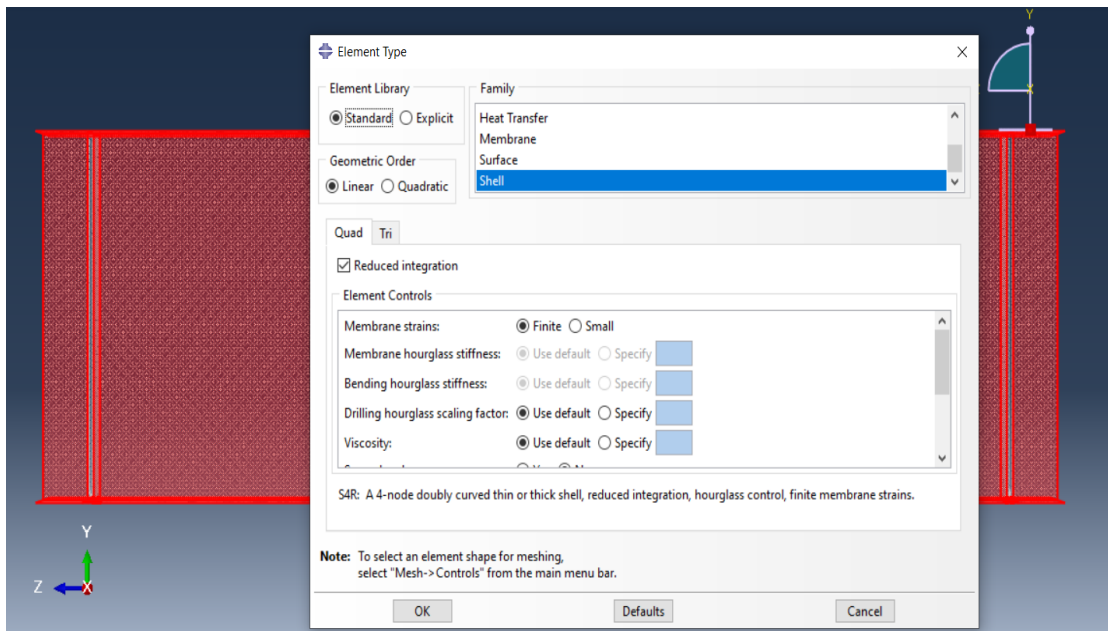 Element Type
Element Library
Standard Explicit
Family
Heat Transfer
Membrane
Surface
Shell
Geometric Order
Linear Quadratic
Quad Tri
Reduced integration
Element Controls
Membrane strains: Finite Small
Membrane hourglass stiffness: Use default Specify
Bending hourglass stiffness: Use default Specify
Drilling hourglass scaling factor: Use default Specify
Viscosity: Use default Specify
S4R: A 4-node doubly curved thin or thick shell, reduced integration, hourglass control, finite membrane strains.
Note: To select an element shape for meshing,
select "Mesh->Controls" from the main menu bar.
OK Defaults Cancel
Y
X
Y
Z X